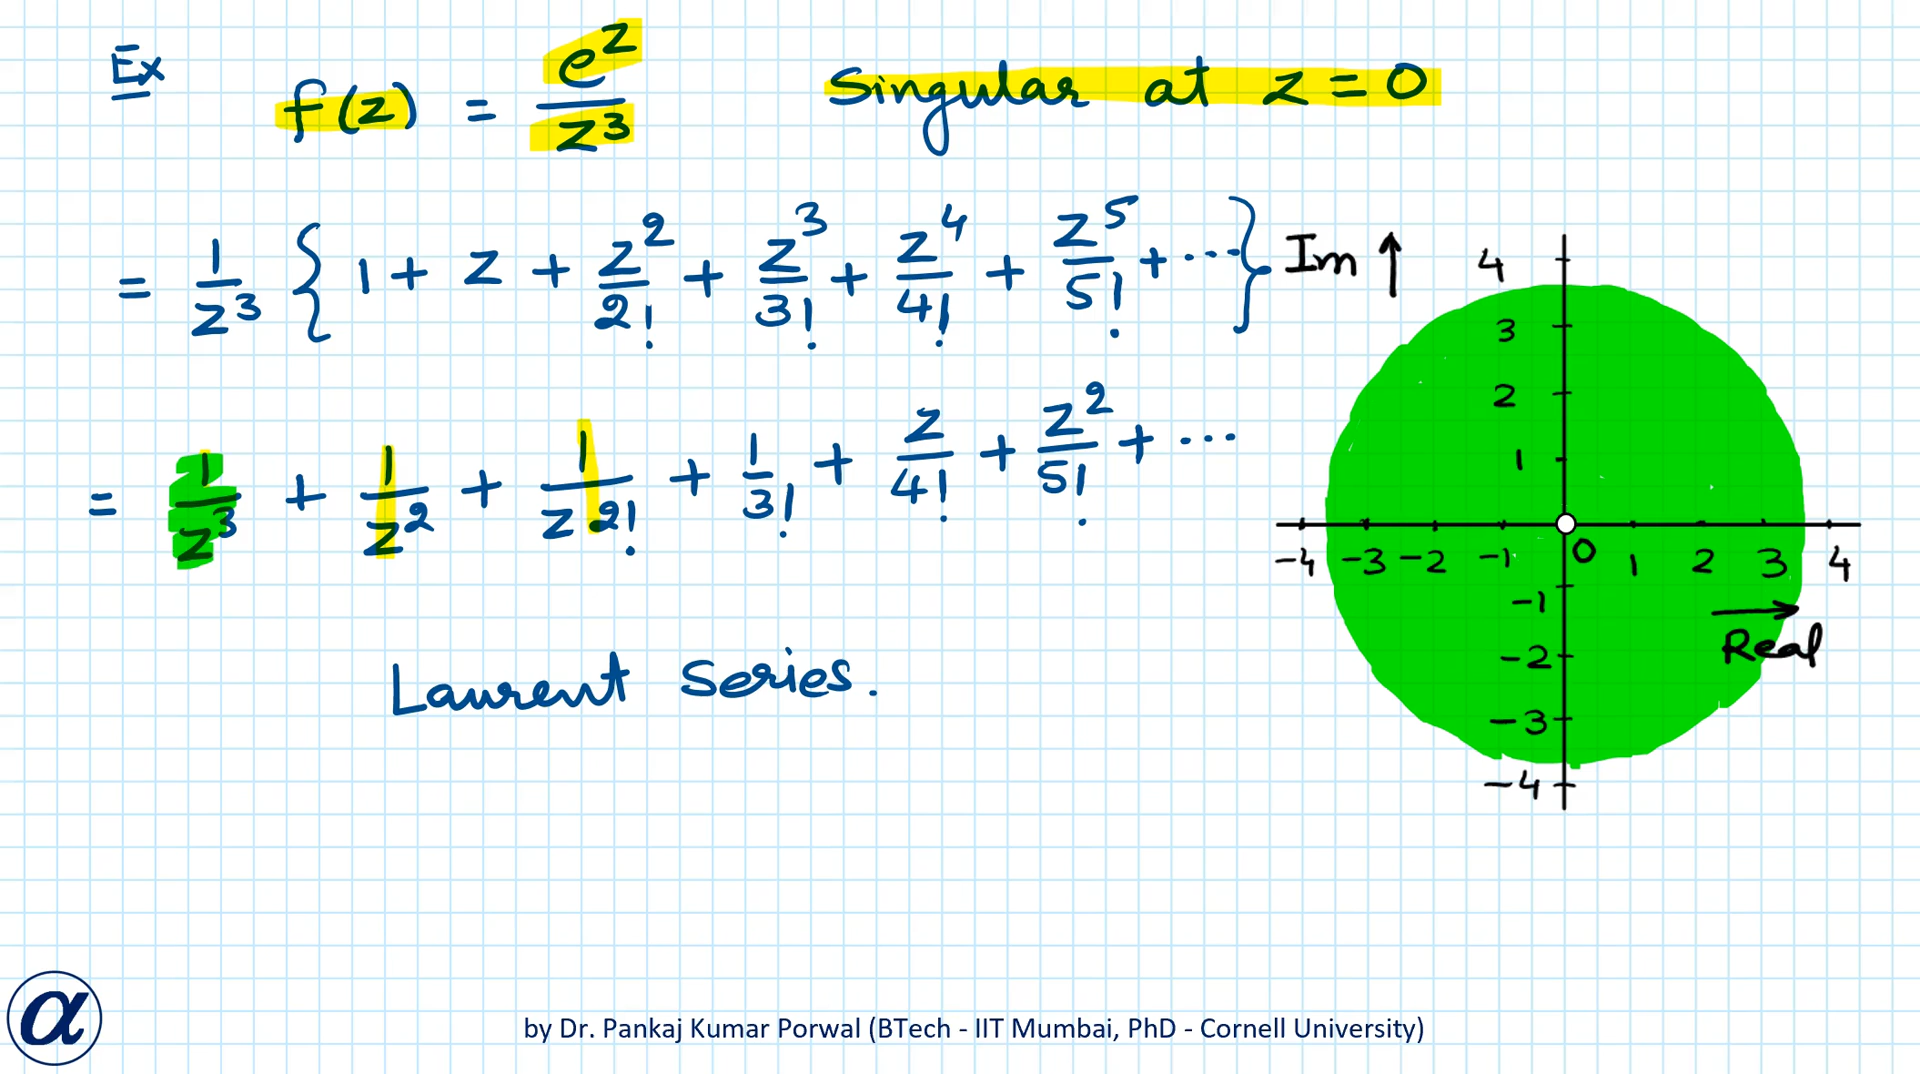 Ex
f(z) = e^z / z^3    Singular at z = 0
= 1/z^3 { 1 + z + z^2/2! + z^3/3! + z^4/4! + z^5/5! + ··· }
= 1/z^3 + 1/z^2 + 1/(z 2!) + 1/3! + z/4! + z^2/5! + ···
Laurent Series.
Im ↑
4
3
2
1
-4 -3 -2 -1 0 1 2 3 4
-1
Real
-2
-3
-4
α
by Dr. Pankaj Kumar Porwal (BTech - IIT Mumbai, PhD - Cornell University)